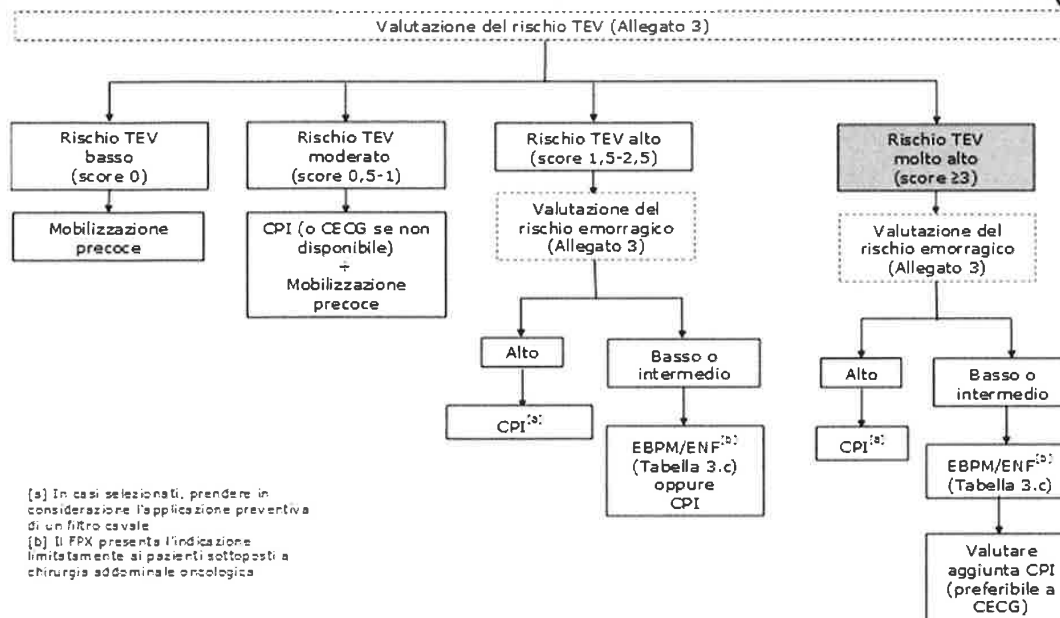 Valutazione del rischio TEV (Allegato 3)
Rischio TEV
basso
(score 0)
Mobilizzazione
precoce
Rischio TEV
moderato
(score 0,5-1)
CPI (o CECG se non
disponibile)
+
Mobilizzazione
precoce
Rischio TEV alto
(score 1,5-2,5)
Valutazione del
rischio emorragico
(Allegato 3)
Alto
CPI[a]
Basso o
intermedio
EBPM/ENF[b]
(Tabella 3.c)
oppure
CPI
Rischio TEV
molto alto
(score ≥3)
Valutazione del
rischio emorragico
(Allegato 3)
Alto
CPI[a]
Basso o
intermedio
EBPM/ENF[b]
(Tabella 3.c)
Valutare
aggiunta CPI
(preferibile a
CECG)
[a] In casi selezionati, prendere in
considerazione l'applicazione preventiva
di un filtro cavale
[b] Il FPX presenta l'indicazione
limitatamente ai pazienti sottoposti a
chirurgia addominale oncologica